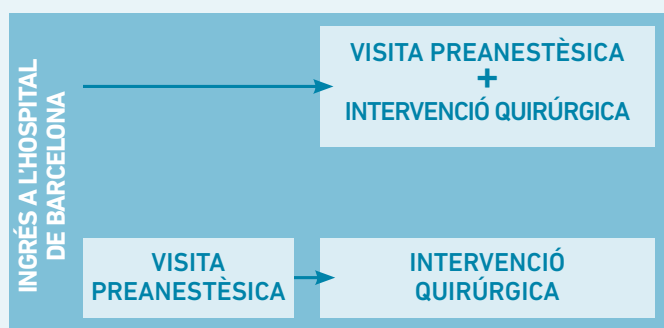 INGRÉS A L'HOSPITAL
DE BARCELONA
VISITA PREANESTÈSICA
+
INTERVENCIÓ QUIRÚRGICA
VISITA
PREANESTÈSICA
INTERVENCIÓ
QUIRÚRGICA